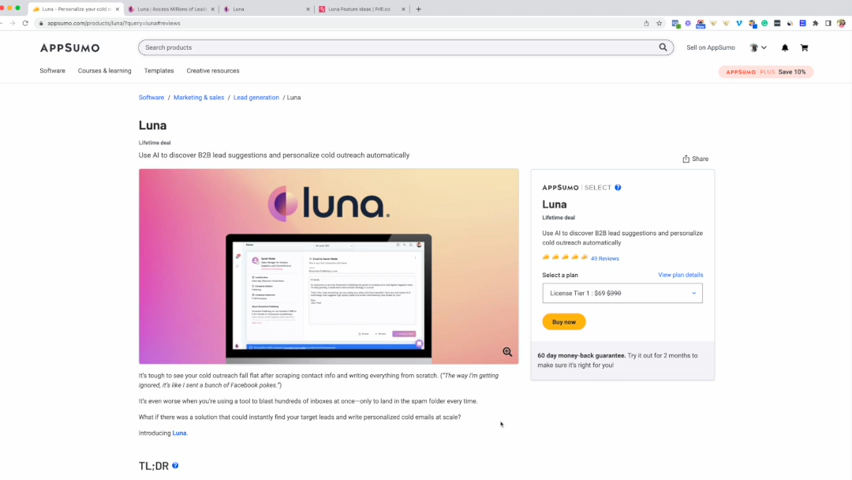 Luna - Personalize your cold o
Luna | Access Millions of Leads
Luna
Luna Feature Ideas | Frill.co
appsumo.com/products/luna/?query=luna#reviews
APPSUMO
Search products
Sell on AppSumo
Software
Courses & learning
Templates
Creative resources
APPSUMO PLUS Save 10%
Software / Marketing & sales / Lead generation / Luna
Luna
Lifetime deal
Use AI to discover B2B lead suggestions and personalize cold outreach automatically
Share
luna.
APPSUMO | SELECT
Luna
Lifetime deal
Use AI to discover B2B lead suggestions and personalize
cold outreach automatically
49 Reviews
Select a plan
View plan details
License Tier 1 : $69 $390
Buy now
60 day money-back guarantee. Try it out for 2 months to
make sure it's right for you!
It's tough to see your cold outreach fall flat after scraping contact info and writing everything from scratch. ("The way I'm getting
ignored, it's like I sent a bunch of Facebook pokes.")
It's even worse when you're using a tool to blast hundreds of inboxes at once—only to land in the spam folder every time.
What if there was a solution that could instantly find your target leads and write personalized cold emails at scale?
Introducing Luna.
TL;DR